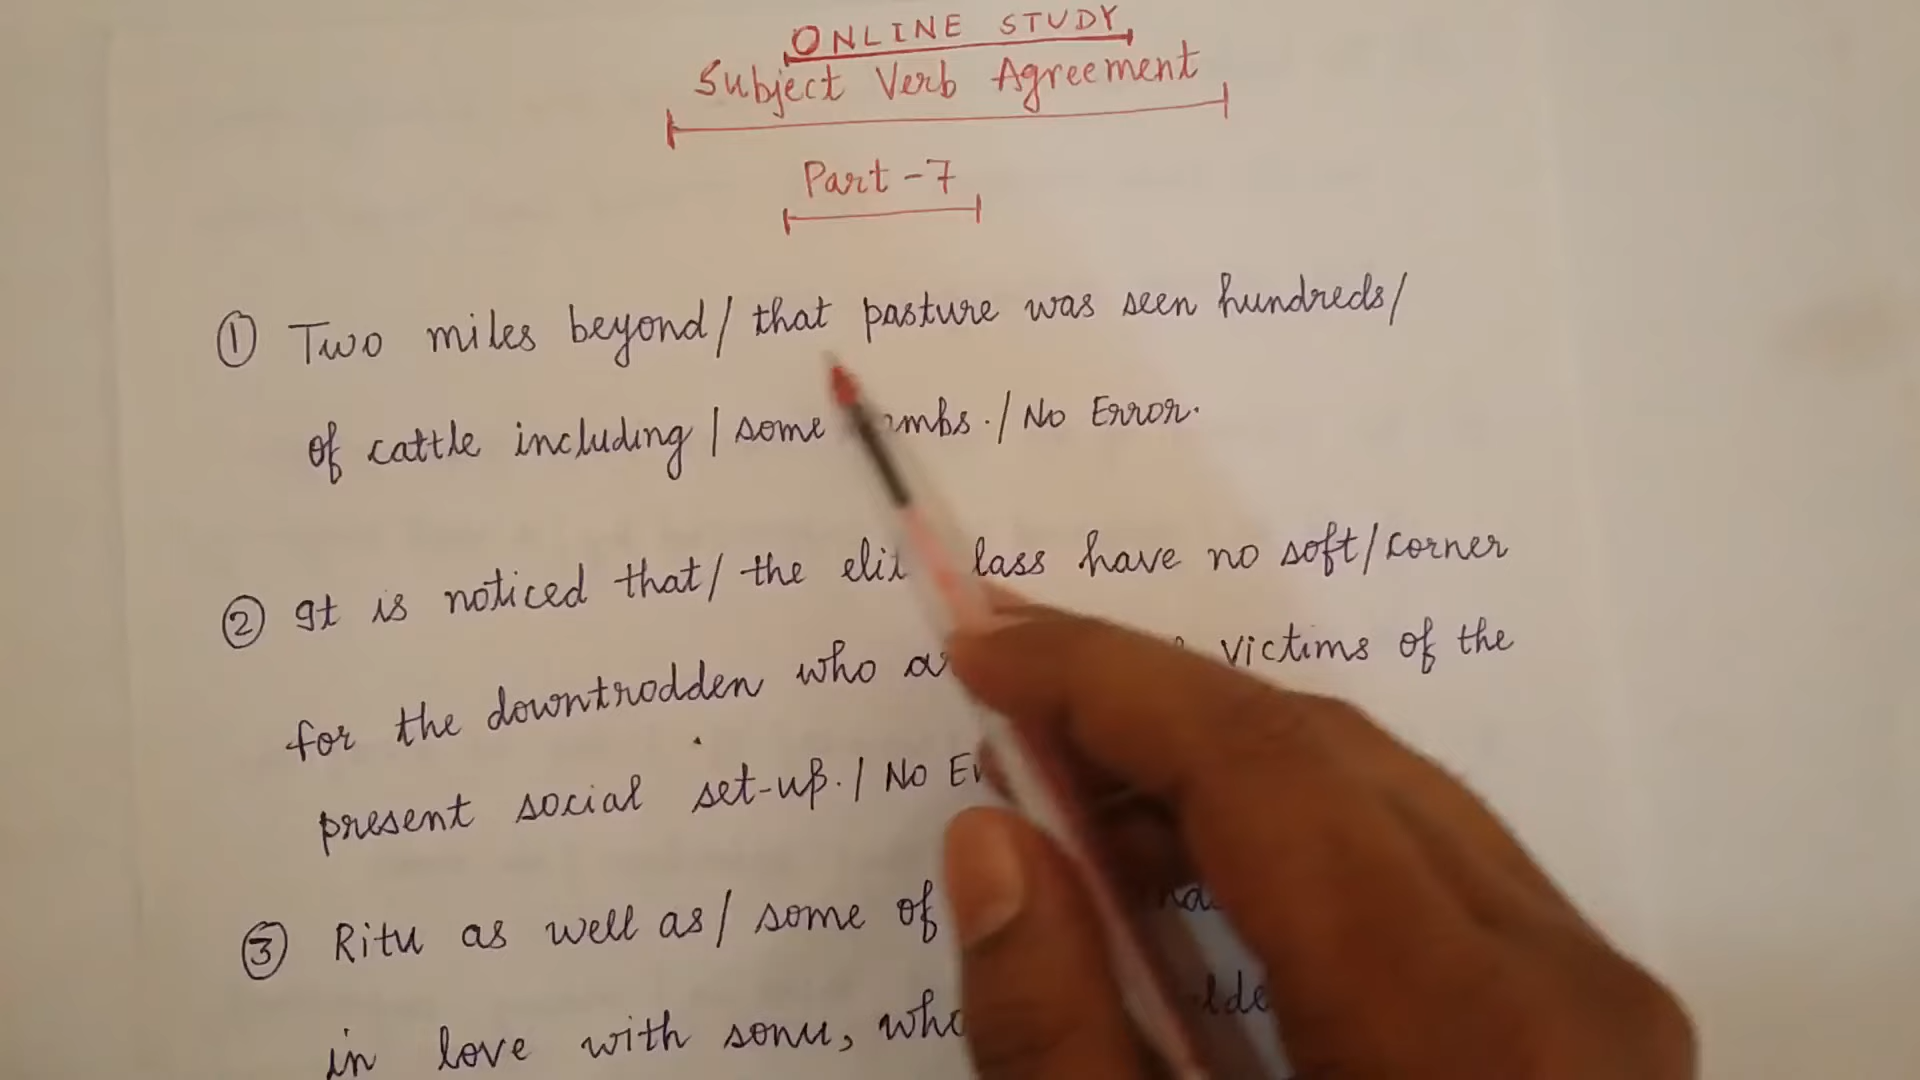 ONLINE STUDY
Subject Verb Agreement
Part-7
① Two miles beyond/ that pasture was seen hundreds/
of cattle including / some ./ No Error.
② It is noticed that/ the have no soft/corner
for the downtrodden who victims of the
present social set-up. / No
③ Ritu as well as/ some of
in love with sonu,